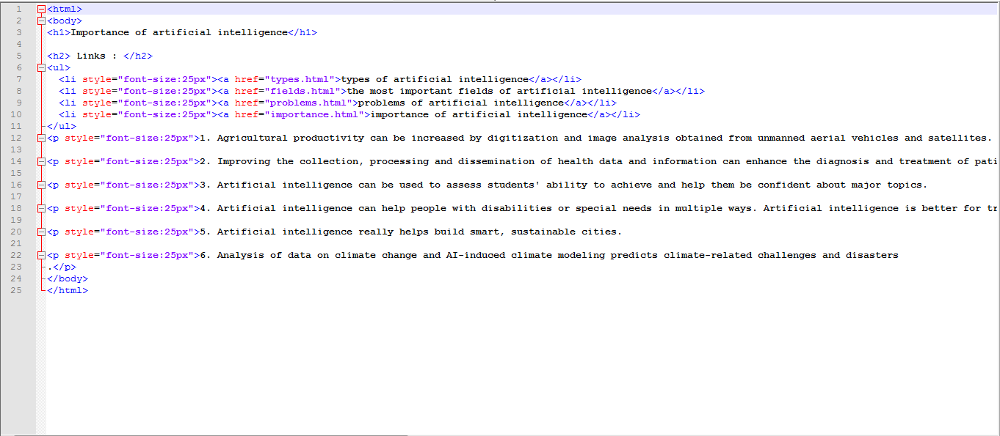 1 <html>
2 <body>
3 <h1>Importance of artificial intelligence</h1>
4
5 <h2> Links : </h2>
6 <ul>
7   <li style="font-size:25px"><a href="types.html">types of artificial intelligence</a></li>
8   <li style="font-size:25px"><a href="fields.html">the most important fields of artificial intelligence</a></li>
9   <li style="font-size:25px"><a href="problems.html">problems of artificial intelligence</a></li>
10   <li style="font-size:25px"><a href="importance.html">importance of artificial intelligence</a></li>
11 </ul>
12 <p style="font-size:25px">1. Agricultural productivity can be increased by digitization and image analysis obtained from unmanned aerial vehicles and satellites.
13
14 <p style="font-size:25px">2. Improving the collection, processing and dissemination of health data and information can enhance the diagnosis and treatment of pati
15
16 <p style="font-size:25px">3. Artificial intelligence can be used to assess students' ability to achieve and help them be confident about major topics.
17
18 <p style="font-size:25px">4. Artificial intelligence can help people with disabilities or special needs in multiple ways. Artificial intelligence is better for tr
19
20 <p style="font-size:25px">5. Artificial intelligence really helps build smart, sustainable cities.
21
22 <p style="font-size:25px">6. Analysis of data on climate change and AI-induced climate modeling predicts climate-related challenges and disasters
23 .</p>
24 </body>
25 </html>